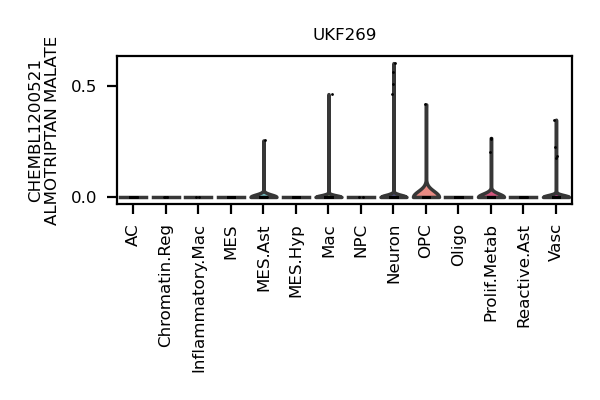 UKF269
CHEMBL1200521
ALMOTRIPTAN MALATE
0.5
0.0
AC
Chromatin.Reg
Inflammatory.Mac
MES
MES.Ast
MES.Hyp
Mac
NPC
Neuron
OPC
Oligo
Prolif.Metab
Reactive.Ast
Vasc